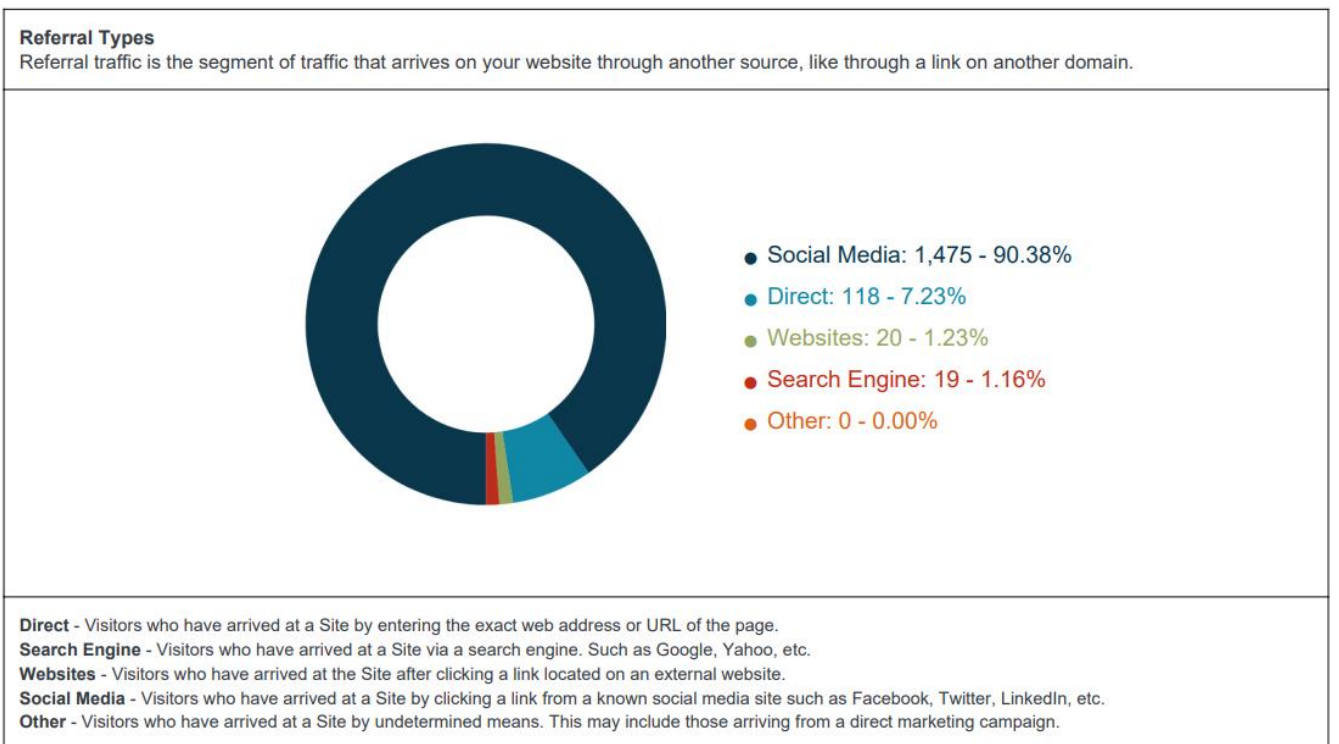 Referral Types
Referral traffic is the segment of traffic that arrives on your website through another source, like through a link on another domain.
Social Media: 1,475 - 90.38%
Direct: 118 - 7.23%
Websites: 20 - 1.23%
Search Engine: 19 - 1.16%
Other: 0 - 0.00%
Direct - Visitors who have arrived at a Site by entering the exact web address or URL of the page.
Search Engine - Visitors who have arrived at a Site via a search engine. Such as Google, Yahoo, etc.
Websites - Visitors who have arrived at the Site after clicking a link located on an external website.
Social Media - Visitors who have arrived at a Site by clicking a link from a known social media site such as Facebook, Twitter, LinkedIn, etc.
Other - Visitors who have arrived at a Site by undetermined means. This may include those arriving from a direct marketing campaign.